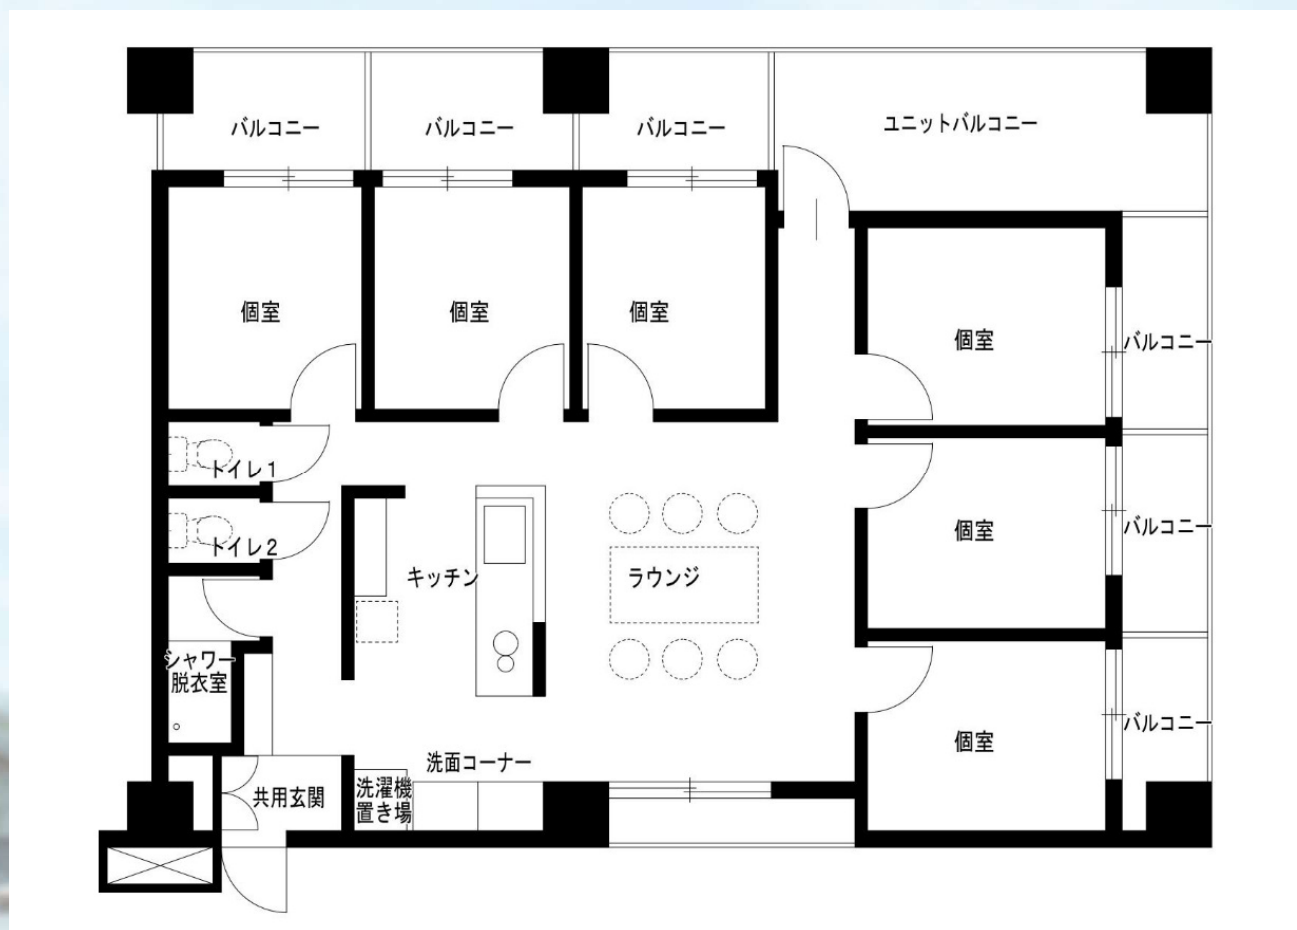 バルコニー
バルコニー
バルコニー
ユニットバルコニー
個室
個室
個室
個室
バルコニー
トイレ1
トイレ2
キッチン
ラウンジ
個室
バルコニー
シャワー
脱衣室
個室
バルコニー
洗面コーナー
共用玄関
洗濯機
置き場